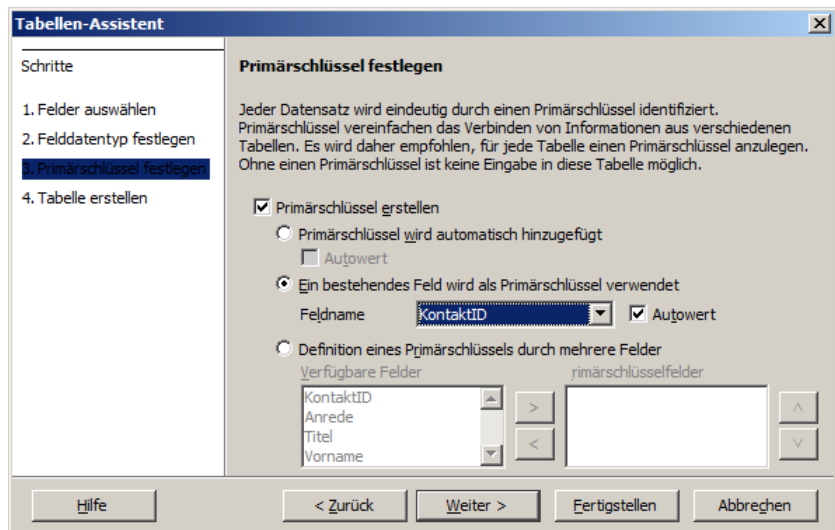 Tabellen-Assistent
Schritte
1. Felder auswählen
2. Felddatentyp festlegen
3. Primärschlüssel festlegen
4. Tabelle erstellen
Primärschlüssel festlegen
Jeder Datensatz wird eindeutig durch einen Primärschlüssel identifiziert.
Primärschlüssel vereinfachen das Verbinden von Informationen aus verschiedenen
Tabellen. Es wird daher empfohlen, für jede Tabelle einen Primärschlüssel anzulegen.
Ohne einen Primärschlüssel ist keine Eingabe in diese Tabelle möglich.
Primärschlüssel erstellen
Primärschlüssel wird automatisch hinzugefügt
Autowert
Ein bestehendes Feld wird als Primärschlüssel verwendet
Feldname KontaktID Autowert
Definition eines Primärschlüssels durch mehrere Felder
Verfügbare Felder rimärschlüsselfelder
KontaktID
Anrede
Titel
Vorname
> <
Hilfe < Zurück Weiter > Fertigstellen Abbrechen